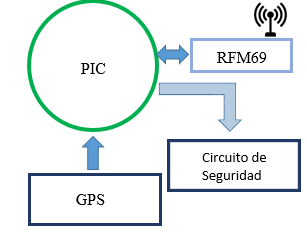 PIC
RFM69
Circuito de
Seguridad
GPS